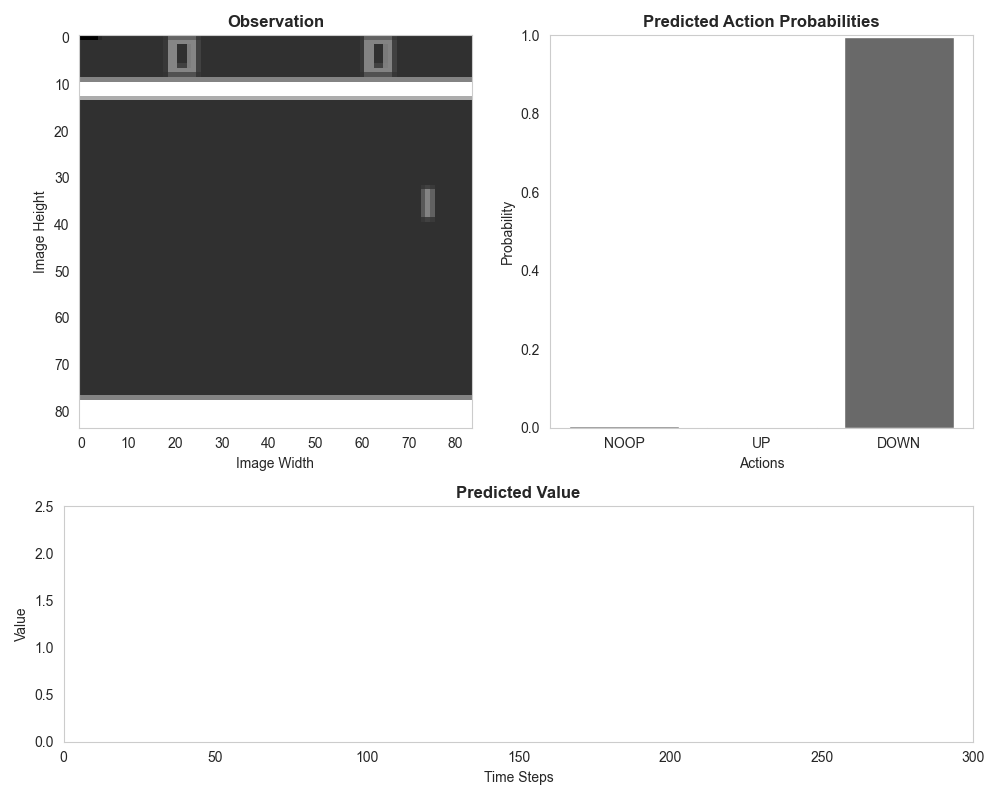 Observation
0
10
20
30
40
50
60
70
80
Image Height
0 10 20 30 40 50 60 70 80
Image Width
Predicted Action Probabilities
1.0
0.8
0.6
0.4
0.2
0.0
Probability
NOOP UP DOWN
Actions
Predicted Value
2.5
2.0
1.5
1.0
0.5
0.0
Value
0 50 100 150 200 250 300
Time Steps